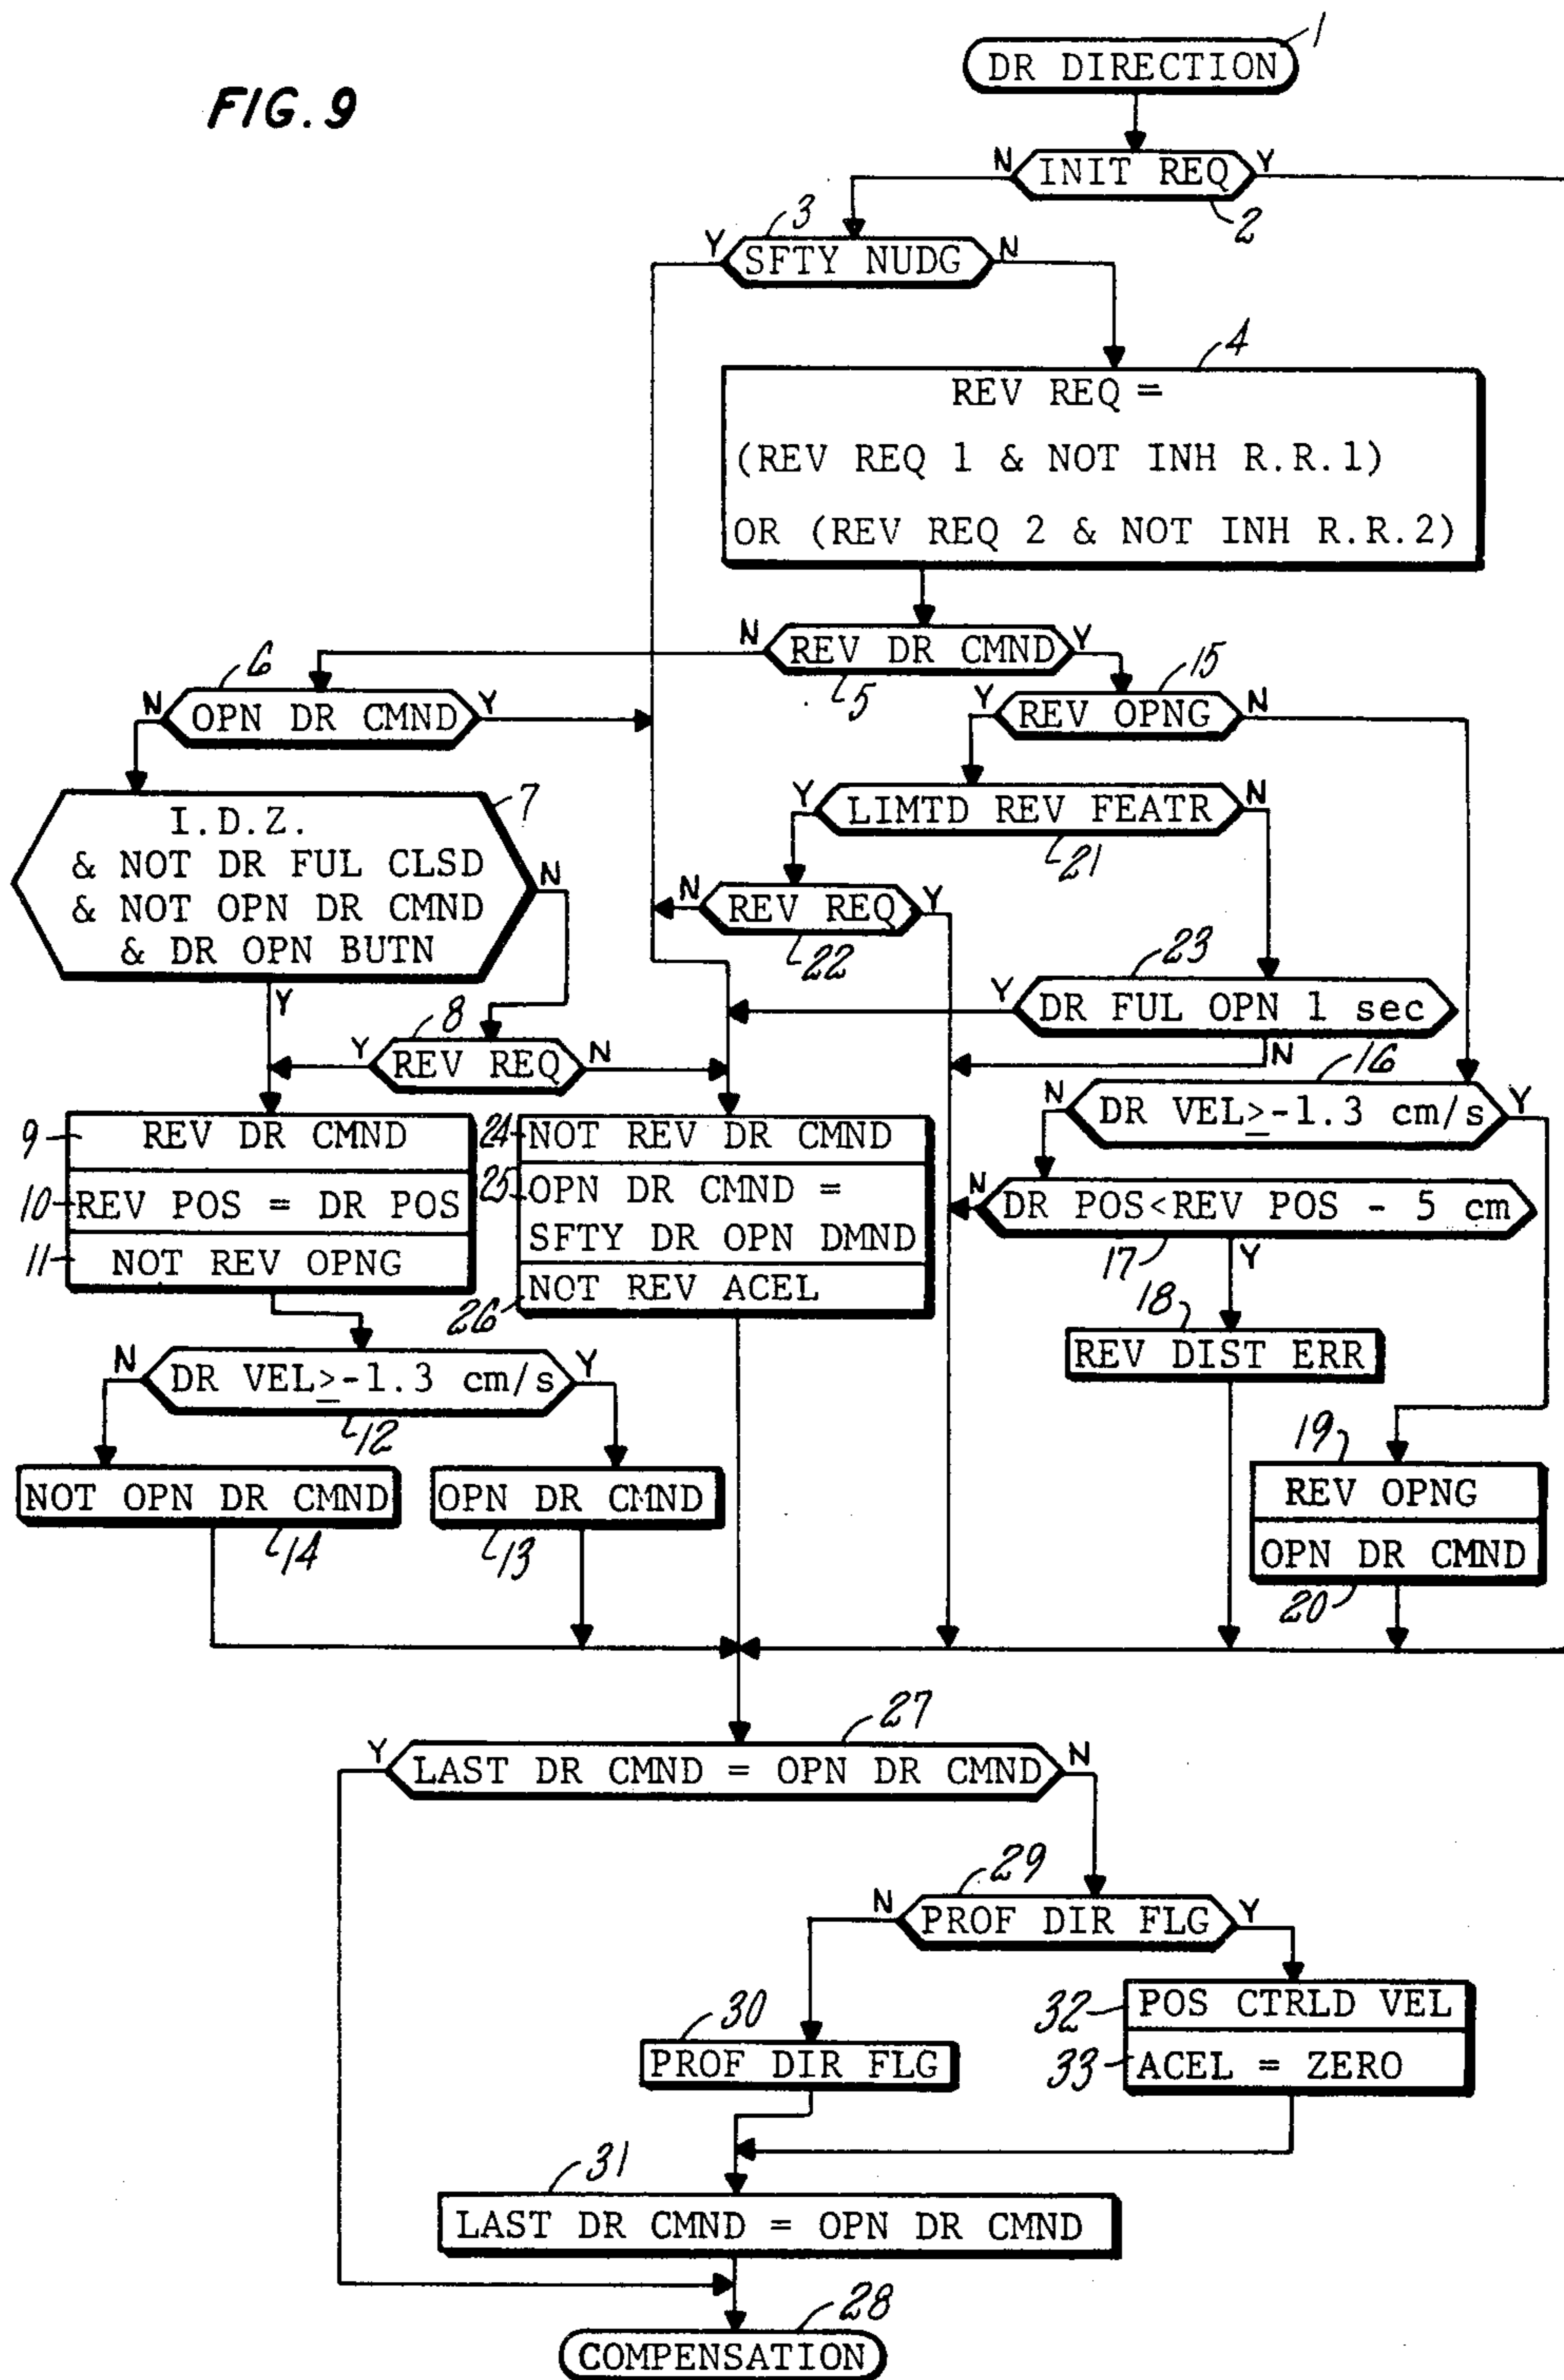 FIG. 9
1
DR DIRECTION
N INIT REQ Y
2
3
Y SFTY NUDG N
4
REV REQ =
(REV REQ 1 & NOT INH R.R.1)
OR (REV REQ 2 & NOT INH R.R.2)
N REV DR CMND Y
5
6
N OPN DR CMND Y
15
Y REV OPNG N
7
I.D.Z.
& NOT DR FUL CLSD
& NOT OPN DR CMND
& DR OPN BUTN
N
Y
Y LIMTD REV FEATR N
21
N REV REQ Y
22
23
Y DR FUL OPN 1 sec
N
8
Y REV REQ N
16
N DR VEL≥-1.3 cm/s Y
9 REV DR CMND
10 REV POS = DR POS
11 NOT REV OPNG
24 NOT REV DR CMND
25 OPN DR CMND =
SFTY DR OPN DMND
26 NOT REV ACEL
N DR POS<REV POS - 5 cm
17
Y
18
REV DIST ERR
N DR VEL≥-1.3 cm/s Y
12
NOT OPN DR CMND
14
OPN DR CMND
13
19
REV OPNG
OPN DR CMND
20
27
Y LAST DR CMND = OPN DR CMND N
29
N PROF DIR FLG Y
30
PROF DIR FLG
32 POS CTRLD VEL
33 ACEL = ZERO
31
LAST DR CMND = OPN DR CMND
28
COMPENSATION